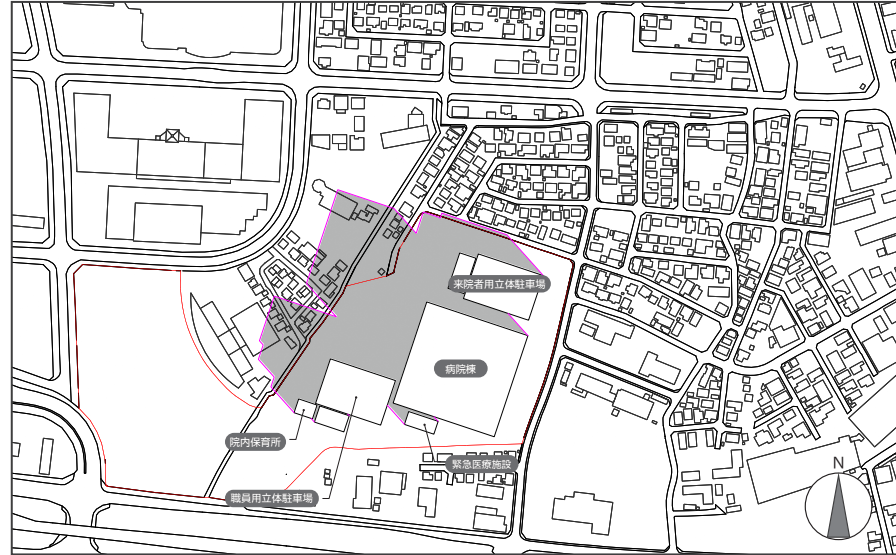 来院者用立体駐車場
病院棟
院内保育所
緊急医療施設
職員用立体駐車場
N